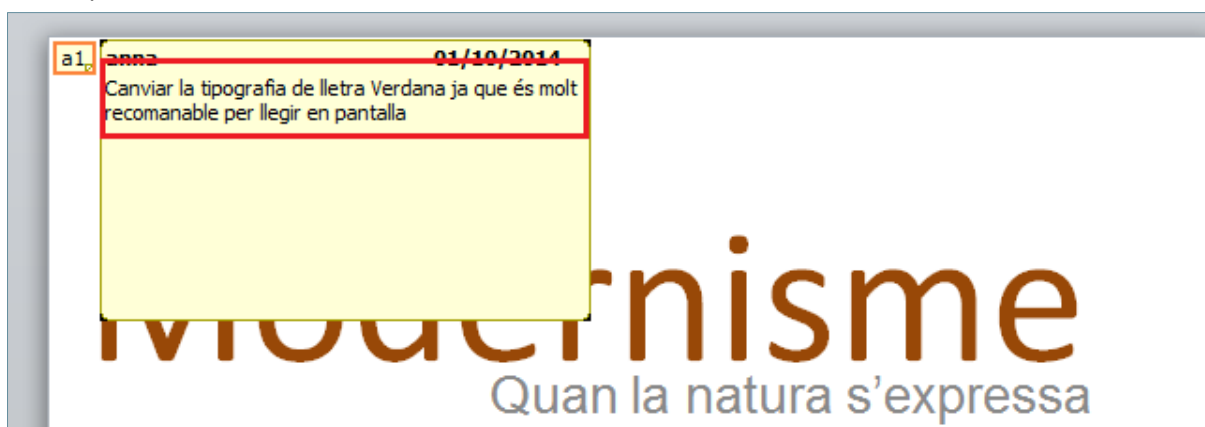 a1 anna 01/10/2014
Canviar la tipografia de lletra Verdana ja que és molt
recomanable per llegir en pantalla
Modernisme
Quan la natura s’expressa